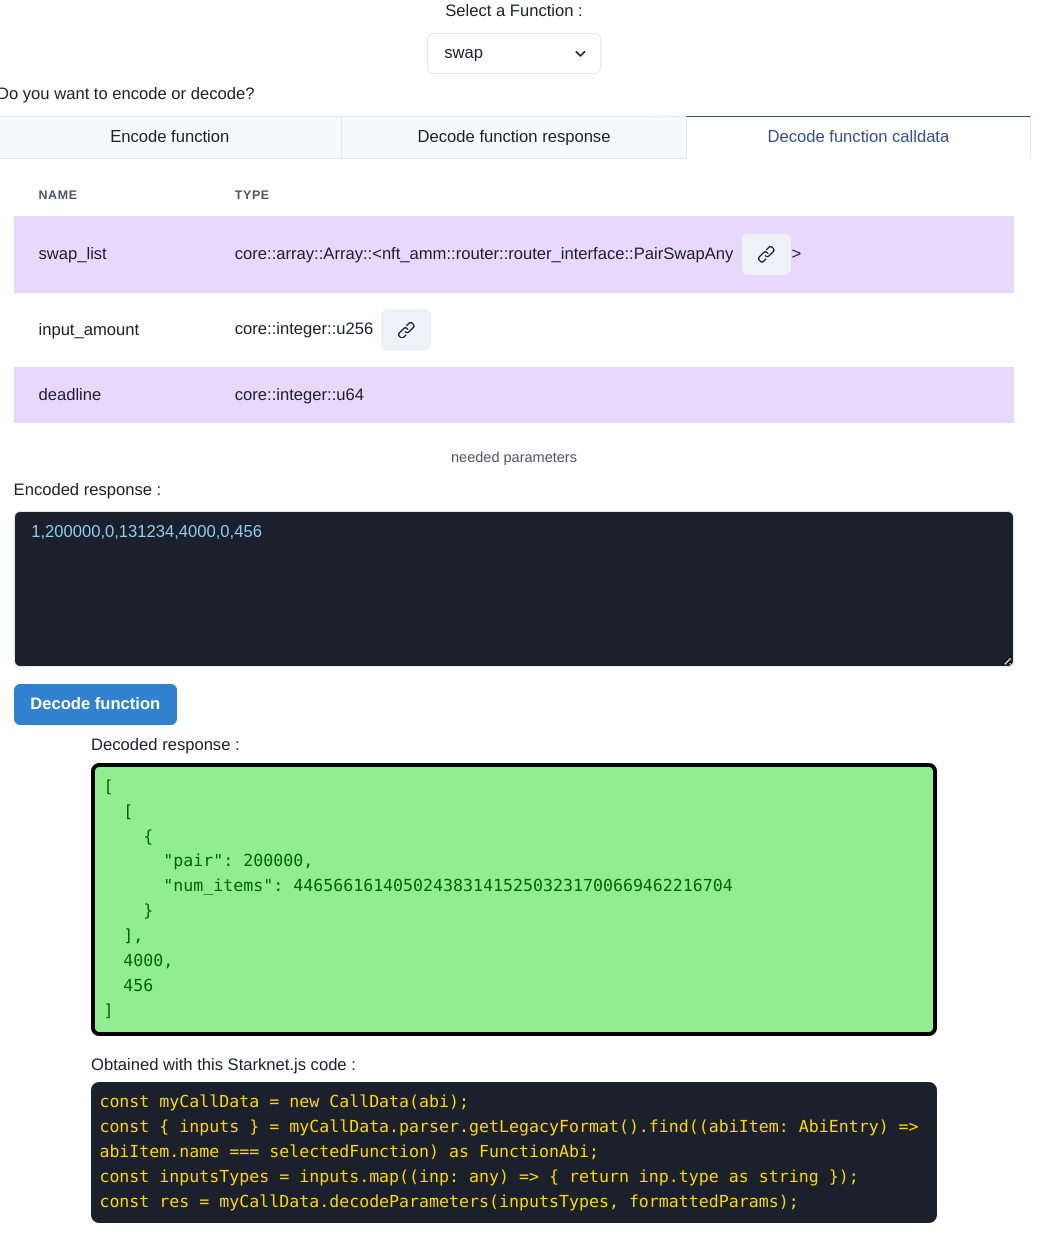 Select a Function :
swap
Do you want to encode or decode?
Encode function
Decode function response
Decode function calldata
NAME TYPE
swap_list core::array::Array::<nft_amm::router::router_interface::PairSwapAny >
input_amount core::integer::u256
deadline core::integer::u64
needed parameters
Encoded response :
1,200000,0,131234,4000,0,456
Decode function
Decoded response :
[
  [
    {
      "pair": 200000,
      "num_items": 44656616140502438314152503231700669462216704
    }
  ],
  4000,
  456
]
Obtained with this Starknet.js code :
const myCallData = new CallData(abi);
const { inputs } = myCallData.parser.getLegacyFormat().find((abiItem: AbiEntry) =>
abiItem.name === selectedFunction) as FunctionAbi;
const inputsTypes = inputs.map((inp: any) => { return inp.type as string });
const res = myCallData.decodeParameters(inputsTypes, formattedParams);